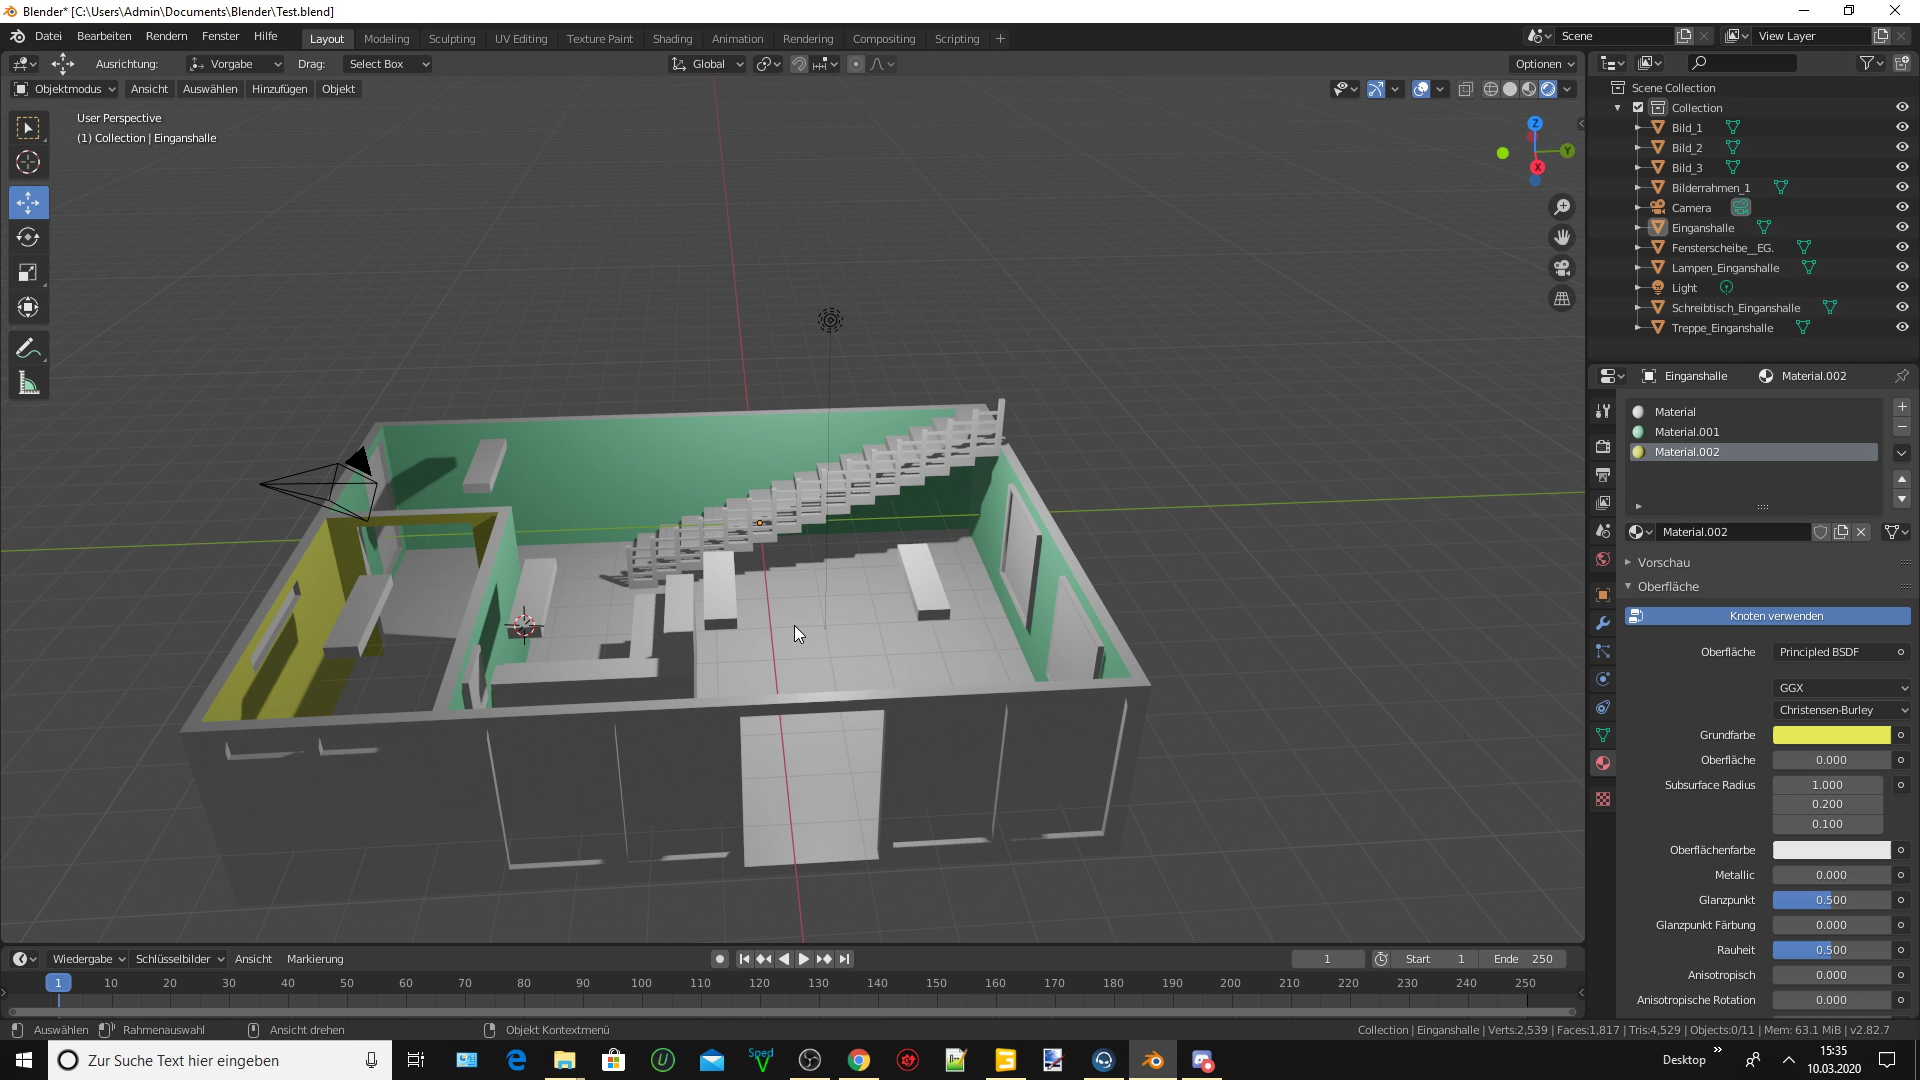 Blender* [C:\Users\Admin\Documents\Blender\Test.blend]
Datei Bearbeiten Rendern Fenster Hilfe Layout Modeling Sculpting UV Editing Texture Paint Shading Animation Rendering Compositing Scripting + Scene View Layer
Ausrichtung: Vorgabe Drag: Select Box Global Optionen
Objektmodus Ansicht Auswählen Hinzufügen Objekt
User Perspective
(1) Collection | Einganshalle
Z
Y
X
Scene Collection
Collection
Bild_1
Bild_2
Bild_3
Bilderrahmen_1
Camera
Einganshalle
Fensterscheibe__EG.
Lampen_Einganshalle
Light
Schreibtisch_Einganshalle
Treppe_Einganshalle
Einganshalle Material.002
Material
Material.001
Material.002
Material.002
Vorschau
Oberfläche
Knoten verwenden
Oberfläche Principled BSDF
GGX
Christensen-Burley
Grundfarbe
Oberfläche 0.000
Subsurface Radius 1.000
0.200
0.100
Oberflächenfarbe
Metallic 0.000
Glanzpunkt 0.500
Glanzpunkt Färbung 0.000
Rauheit 0.500
Anisotropisch 0.000
Anisotropische Rotation 0.000
Wiedergabe Schlüsselbilder Ansicht Markierung 1 Start 1 Ende 250
1 10 20 30 40 50 60 70 80 90 100 110 120 130 140 150 160 170 180 190 200 210 220 230 240 250
Auswählen Rahmenauswahl Ansicht drehen Objekt Kontextmenü Collection | Einganshalle | Verts:2,539 | Faces:1,817 | Tris:4,529 | Objects:0/11 | Mem: 63.1 MiB | v2.82.7
Zur Suche Text hier eingeben Sped V Desktop » 15:35
10.03.2020